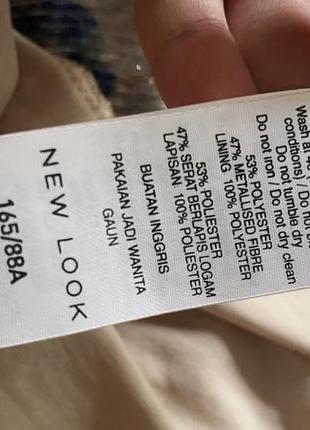 Wash at 40
conditions) / Do no
Do not tumble dry
Do not iron / Do not dry clean
53% POLYESTER
47% METALLISED FIBRE
LINING - 100% POLYESTER
53% POLIESTER
47% SERAT BERLAPIS LOGAM
LAPISAN: 100% POLIESTER
BUATAN INGGRIS
PAKAIAN JADI WANITA
GAUN
NEW LOOK
165/88A